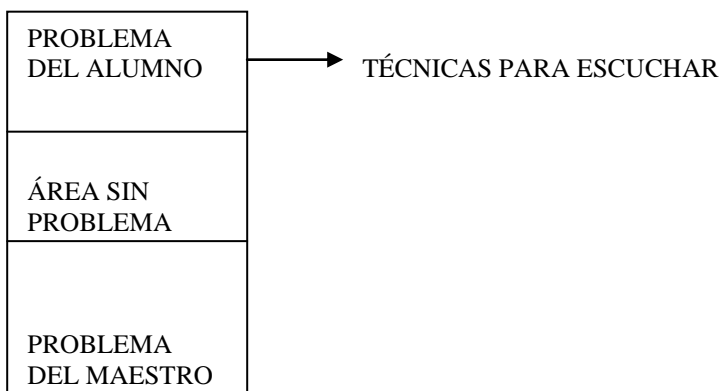 PROBLEMA
DEL ALUMNO
TÉCNICAS PARA ESCUCHAR
ÁREA SIN
PROBLEMA
PROBLEMA
DEL MAESTRO